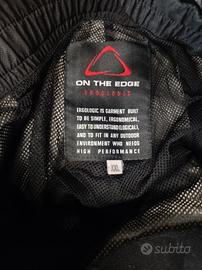 ON THE EDGE
ERGOLOGIC
ERGOLOGIC IS GARMENT BUILT
TO BE SIMPLE, ERGONOMICAL,
EASY TO UNDERSTAND (LOGICAL),
AND TO FIT IN ANY OUTDOOR
ENVIRONMENT WHO NEEDS
HIGH PERFORMANCE
XXL
subito